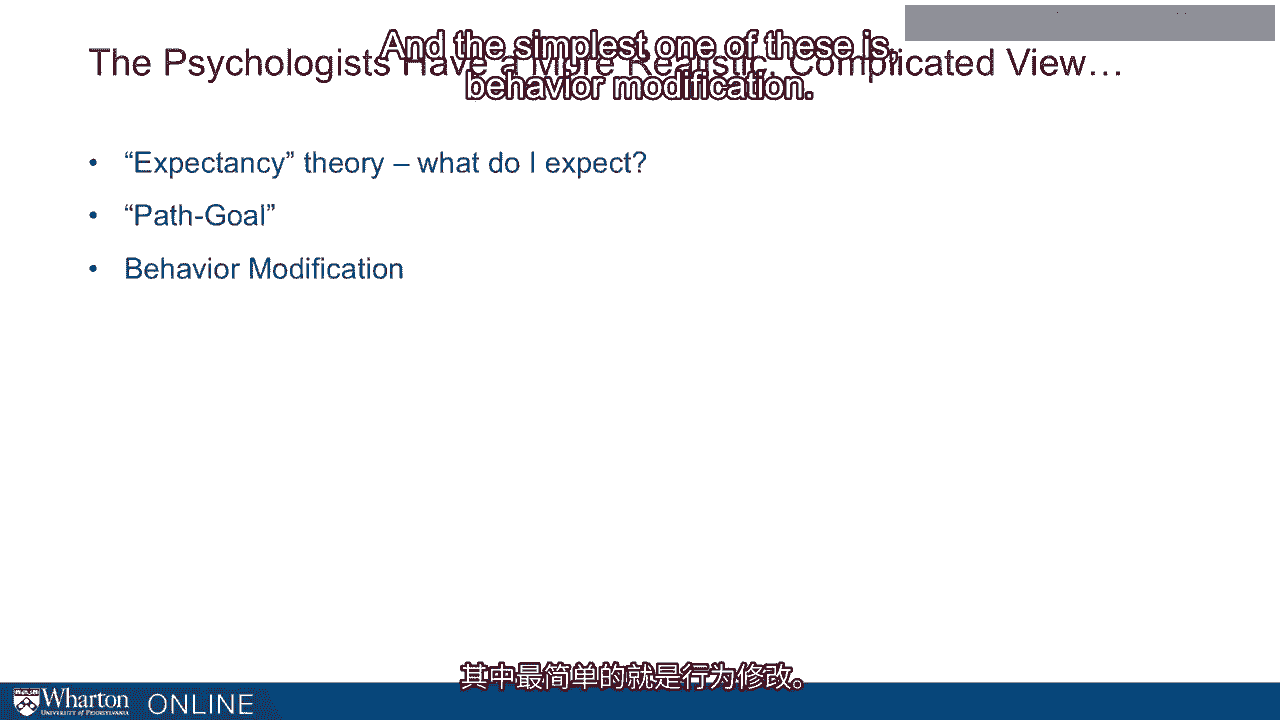 And the simplest one of these is,
The Psychologists Have a More Realistic, Complicated View…
behavior modification.
• “Expectancy” theory – what do I expect?
• “Path-Goal”
• Behavior Modification
其中最简单的就是行为修改。
Wharton
UNIVERSITY of PENNSYLVANIA
ONLINE